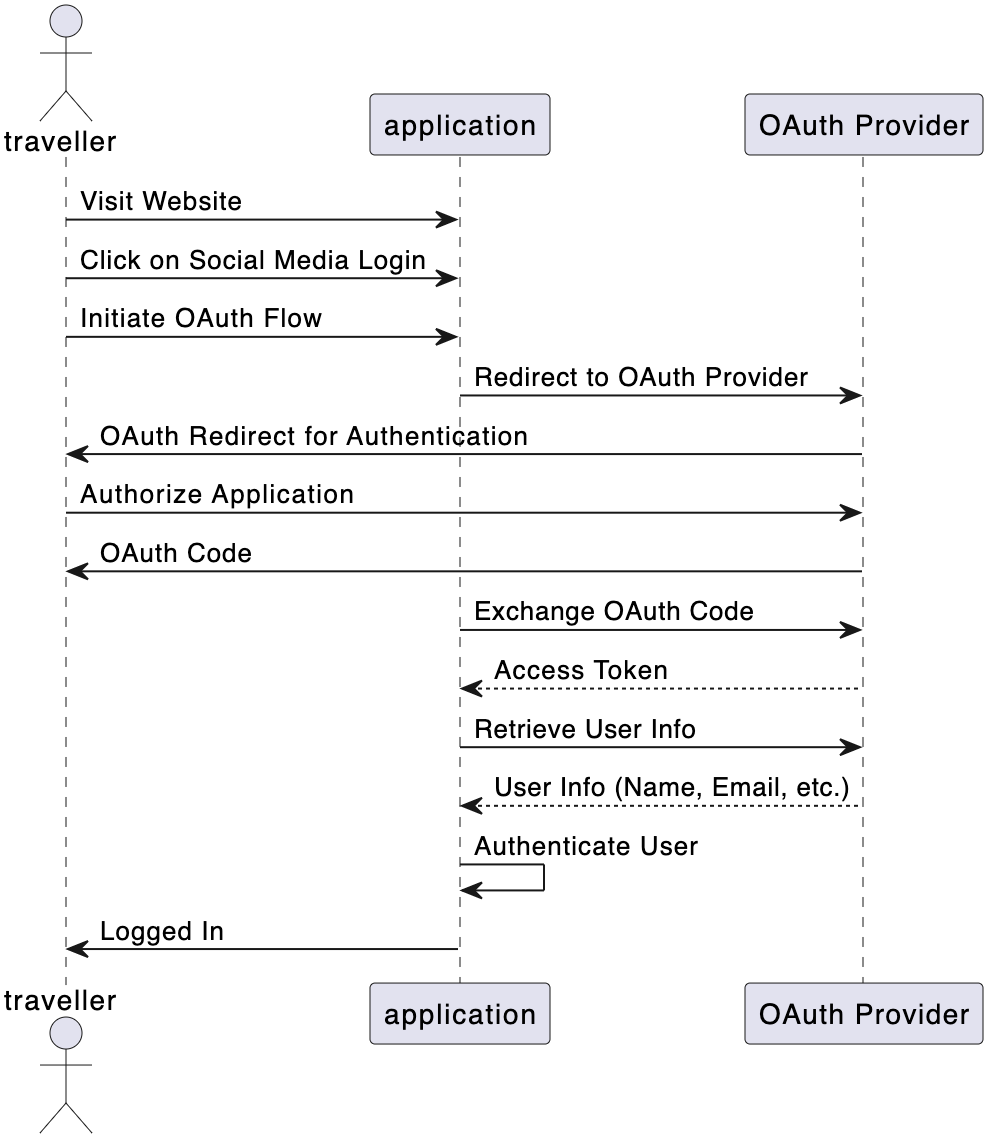 traveller
application
OAuth Provider
Visit Website
Click on Social Media Login
Initiate OAuth Flow
Redirect to OAuth Provider
OAuth Redirect for Authentication
Authorize Application
OAuth Code
Exchange OAuth Code
Access Token
Retrieve User Info
User Info (Name, Email, etc.)
Authenticate User
Logged In
traveller
application
OAuth Provider